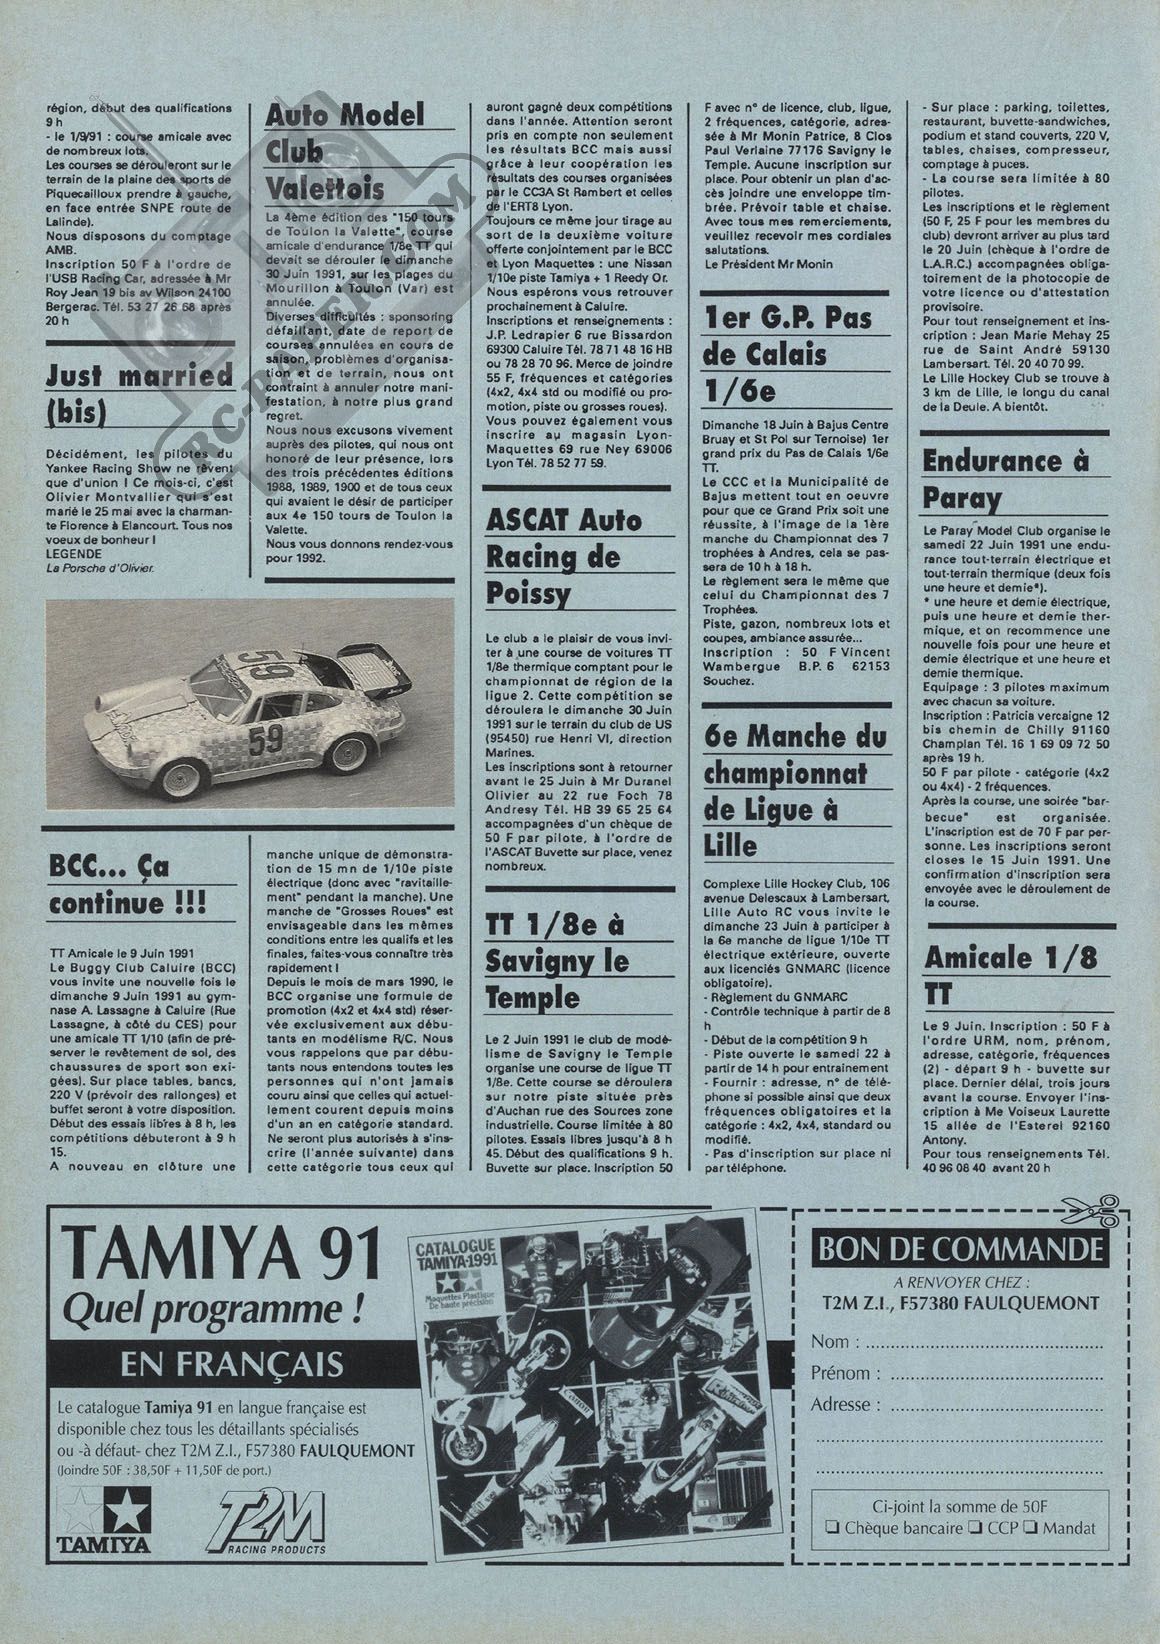 région, début des qualifications
9 h
- le 1/9/91 : course amicale avec
de nombreux lots.
Les courses se dérouleront sur le
terrain de la plaine des sports de
Piquecailloux prendre à gauche,
en face entrée SNPE route de
Lalinde).
Nous disposons du comptage
AMB.
Inscription 50 F à l'ordre de
l'USB Racing Car, adressée à Mr
Roy Jean 19 bis av Wilson 24100
Bergerac. Tél. 53 27 26 68 après
20 h
Just married
(bis)
Décidément, les pilotes du
Yankee Racing Show ne rêvent
que d'union ! Ce mois-ci, c'est
Olivier Montvallier qui s'est
marié le 25 mai avec la charman-
te Florence à Elancourt. Tous nos
voeux de bonheur !
LEGENDE
La Porsche d'Olivier.
Auto Model
Club
Valettois
La 4ème édition des "150 tours
de Toulon la Valette", course
amicale d'endurance 1/8e TT qui
devait se dérouler le dimanche
30 Juin 1991, sur les plages du
Mourillon à Toulon (Var) est
annulée.
Diverses difficultés : sponsoring
défaillant, date de report de
courses annulées en cours de
saison, problèmes d'organisa-
tion et de terrain, nous ont
contraint à annuler notre mani-
festation, à notre plus grand
regret.
Nous nous excusons vivement
auprès des pilotes, qui nous ont
honoré de leur présence, lors
des trois précédentes éditions
1988, 1989, 1900 et de tous ceux
qui avaient le désir de participer
aux 4e 150 tours de Toulon la
Valette.
Nous vous donnons rendez-vous
pour 1992.
59
59
BCC... Ça
continue !!!
TT Amicale le 9 Juin 1991
Le Buggy Club Caluire (BCC)
vous invite une nouvelle fois le
dimanche 9 Juin 1991 au gym-
nase A. Lassagne à Caluire (Rue
Lassagne, à côté du CES) pour
une amicale TT 1/10 (afin de pré-
server le revêtement de sol, des
chaussures de sport son exi-
gées). Sur place tables, bancs,
220 V (prévoir des rallonges) et
buffet seront à votre disposition.
Début des essais libres à 8 h, les
compétitions débuteront à 9 h
15.
A nouveau en clôture une
manche unique de démonstra-
tion de 15 mn de 1/10e piste
électrique (donc avec "ravitaille-
ment" pendant la manche). Une
manche de "Grosses Roues" est
envisageable dans les mêmes
conditions entre les qualifs et les
finales, faites-vous connaître très
rapidement !
Depuis le mois de mars 1990, le
BCC organise une formule de
promotion (4x2 et 4x4 std) réser-
vée exclusivement aux débu-
tants en modélisme R/C. Nous
vous rappelons que par débu-
tants nous entendons toutes les
personnes qui n'ont jamais
couru ainsi que celles qui actuel-
lement courent depuis moins
d'un an en catégorie standard.
Ne seront plus autorisés à s'ins-
crire (l'année suivante) dans
cette catégorie tous ceux qui
auront gagné deux compétitions
dans l'année. Attention seront
pris en compte non seulement
les résultats BCC mais aussi
grâce à leur coopération les
résultats des courses organisées
par le CC3A St Rambert et celles
de l'ERT8 Lyon.
Toujours ce même jour tirage au
sort de la deuxième voiture
offerte conjointement par le BCC
et Lyon Maquettes : une Nissan
1/10e piste Tamiya + 1 Reedy Or.
Nous espérons vous retrouver
prochainement à Caluire.
Inscriptions et renseignements :
J.P. Ledrapier 6 rue Bissardon
69300 Caluire Tél. 78 71 48 16 HB
ou 78 28 70 96. Merce de joindre
55 F, fréquences et catégories
(4x2, 4x4 std ou modifié ou pro-
motion, piste ou grosses roues).
Vous pouvez également vous
inscrire au magasin Lyon-
Maquettes 69 rue Ney 69006
Lyon Tél. 78 52 77 59.
ASCAT Auto
Racing de
Poissy
Le club a le plaisir de vous invi-
ter à une course de voitures TT
1/8e thermique comptant pour le
championnat de région de la
ligue 2. Cette compétition se
déroulera le dimanche 30 Juin
1991 sur le terrain du club de US
(95450) rue Henri VI, direction
Marines.
Les inscriptions sont à retourner
avant le 25 Juin à Mr Duranel
Olivier au 22 rue Foch 78
Andresy Tél. HB 39 65 25 64
accompagnées d'un chèque de
50 F par pilote, à l'ordre de
l'ASCAT Buvette sur place, venez
nombreux.
TT 1/8e à
Savigny le
Temple
Le 2 Juin 1991 le club de modé-
lisme de Savigny le Temple
organise une course de ligue TT
1/8e. Cette course se déroulera
sur notre piste située près
d'Auchan rue des Sources zone
industrielle. Course limitée à 80
pilotes. Essais libres jusqu'à 8 h
45. Début des qualifications 9 h.
Buvette sur place. Inscription 50
F avec n° de licence, club, ligue,
2 fréquences, catégorie, adres-
sée à Mr Monin Patrice, 8 Clos
Paul Verlaine 77176 Savigny le
Temple. Aucune inscription sur
place. Pour obtenir un plan d'ac-
cès joindre une enveloppe tim-
brée. Prévoir table et chaise.
Avec tous mes remerciements,
veuillez recevoir mes cordiales
salutations.
Le Président Mr Monin
1er G.P. Pas
de Calais
1/6e
Dimanche 18 Juin à Bajus Centre
Bruay et St Pol sur Ternoise) 1er
grand prix du Pas de Calais 1/6e
TT.
Le CCC et la Municipalité de
Bajus mettent tout en oeuvre
pour que ce Grand Prix soit une
réussite, à l'image de la 1ère
manche du Championnat des 7
trophées à Andres, cela se pas-
sera de 10 h à 18 h.
Le règlement sera le même que
celui du Championnat des 7
Trophées.
Piste, gazon, nombreux lots et
coupes, ambiance assurée...
Inscription : 50 F Vincent
Wambergue B.P. 6 62153
Souchez.
6e Manche du
championnat
de Ligue à
Lille
Complexe Lille Hockey Club, 106
avenue Delescaux à Lambersart,
Lille Auto RC vous invite le
dimanche 23 Juin à participer à
la 6e manche de ligue 1/10e TT
électrique extérieure, ouverte
aux licenciés GNMARC (licence
obligatoire).
- Règlement du GNMARC
- Contrôle technique à partir de 8
h
- Début de la compétition 9 h
- Piste ouverte le samedi 22 à
partir de 14 h pour entrainement
- Fournir : adresse, n° de télé-
phone si possible ainsi que deux
fréquences obligatoires et la
catégorie : 4x2, 4x4, standard ou
modifié.
- Pas d'inscription sur place ni
par téléphone.
- Sur place : parking, toilettes,
restaurant, buvette-sandwiches,
podium et stand couverts, 220 V,
tables, chaises, compresseur,
comptage à puces.
- La course sera limitée à 80
pilotes.
Les inscriptions et le règlement
(50 F, 25 F pour les membres du
club) devront arriver au plus tard
le 20 Juin (chèque à l'ordre de
L.A.R.C.) accompagnées obliga-
toirement de la photocopie de
votre licence ou d'attestation
provisoire.
Pour tout renseignement et ins-
cription : Jean Marie Mehay 25
rue de Saint André 59130
Lambersart. Tél. 20 40 70 99.
Le Lille Hockey Club se trouve à
3 km de Lille, le longu du canal
de la Deule. A bientôt.
Endurance à
Paray
Le Paray Model Club organise le
samedi 22 Juin 1991 une endu-
rance tout-terrain électrique et
tout-terrain thermique (deux fois
une heure et demie*).
* une heure et demie électrique,
puis une heure et demie ther-
mique, et on recommence une
nouvelle fois pour une heure et
demie électrique et une heure et
demie thermique.
Equipage : 3 pilotes maximum
avec chacun sa voiture.
Inscription : Patricia vercaigne 12
bis chemin de Chilly 91160
Champlan Tél. 16 1 69 09 72 50
après 19 h.
50 F par pilote - catégorie (4x2
ou 4x4) - 2 fréquences.
Après la course, une soirée "bar-
becue" est organisée.
L'inscription est de 70 F par per-
sonne. Les inscriptions seront
closes le 15 Juin 1991. Une
confirmation d'inscription sera
envoyée avec le déroulement de
la course.
Amicale 1/8
TT
Le 9 Juin. Inscription : 50 F à
l'ordre URM, nom, prénom,
adresse, catégorie, fréquences
(2) - départ 9 h - buvette sur
place. Dernier délai, trois jours
avant la course. Envoyer l'ins-
cription à Me Voiseux Laurette
15 allée de l'Esterel 92160
Antony.
Pour tous renseignements Tél.
40 96 08 40 avant 20 h
TAMIYA 91
Quel programme !
EN FRANÇAIS
Le catalogue Tamiya 91 en langue française est
disponible chez tous les détaillants spécialisés
ou -à défaut- chez T2M Z.I., F57380 FAULQUEMONT
(Joindre 50F : 38,50F + 11,50F de port.)
TAMIYA
T2M
RACING PRODUCTS
CATALOGUE
TAMIYA·1991
Maquettes Plastique
De haute précision
BON DE COMMANDE
A RENVOYER CHEZ :
T2M Z.I., F57380 FAULQUEMONT
Nom :
Prénom :
Adresse :
Ci-joint la somme de 50F
❏ Chèque bancaire ❏ CCP ❏ Mandat
RC-PAPER.COM